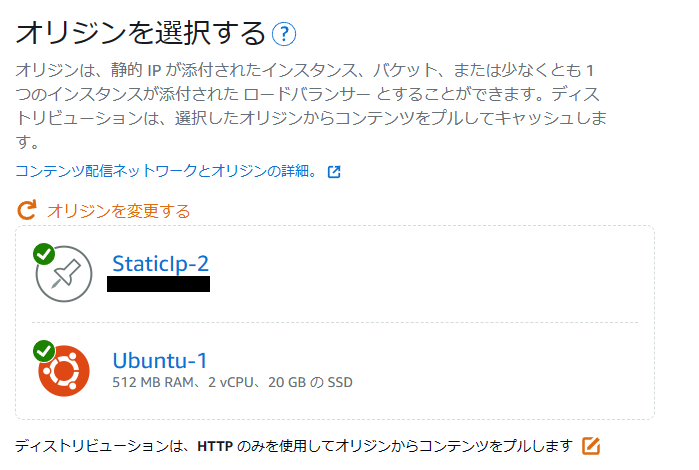 オリジンを選択する ?
オリジンは、静的 IP が添付されたインスタンス、バケット、または少なくとも 1
つのインスタンスが添付された ロードバランサー とすることができます。ディス
トリビューションは、選択したオリジンからコンテンツをプルしてキャッシュしま
す。
コンテンツ配信ネットワークとオリジンの詳細。
オリジンを変更する
StaticIp-2
Ubuntu-1
512 MB RAM、2 vCPU、20 GB の SSD
ディストリビューションは、HTTP のみを使用してオリジンからコンテンツをプルします